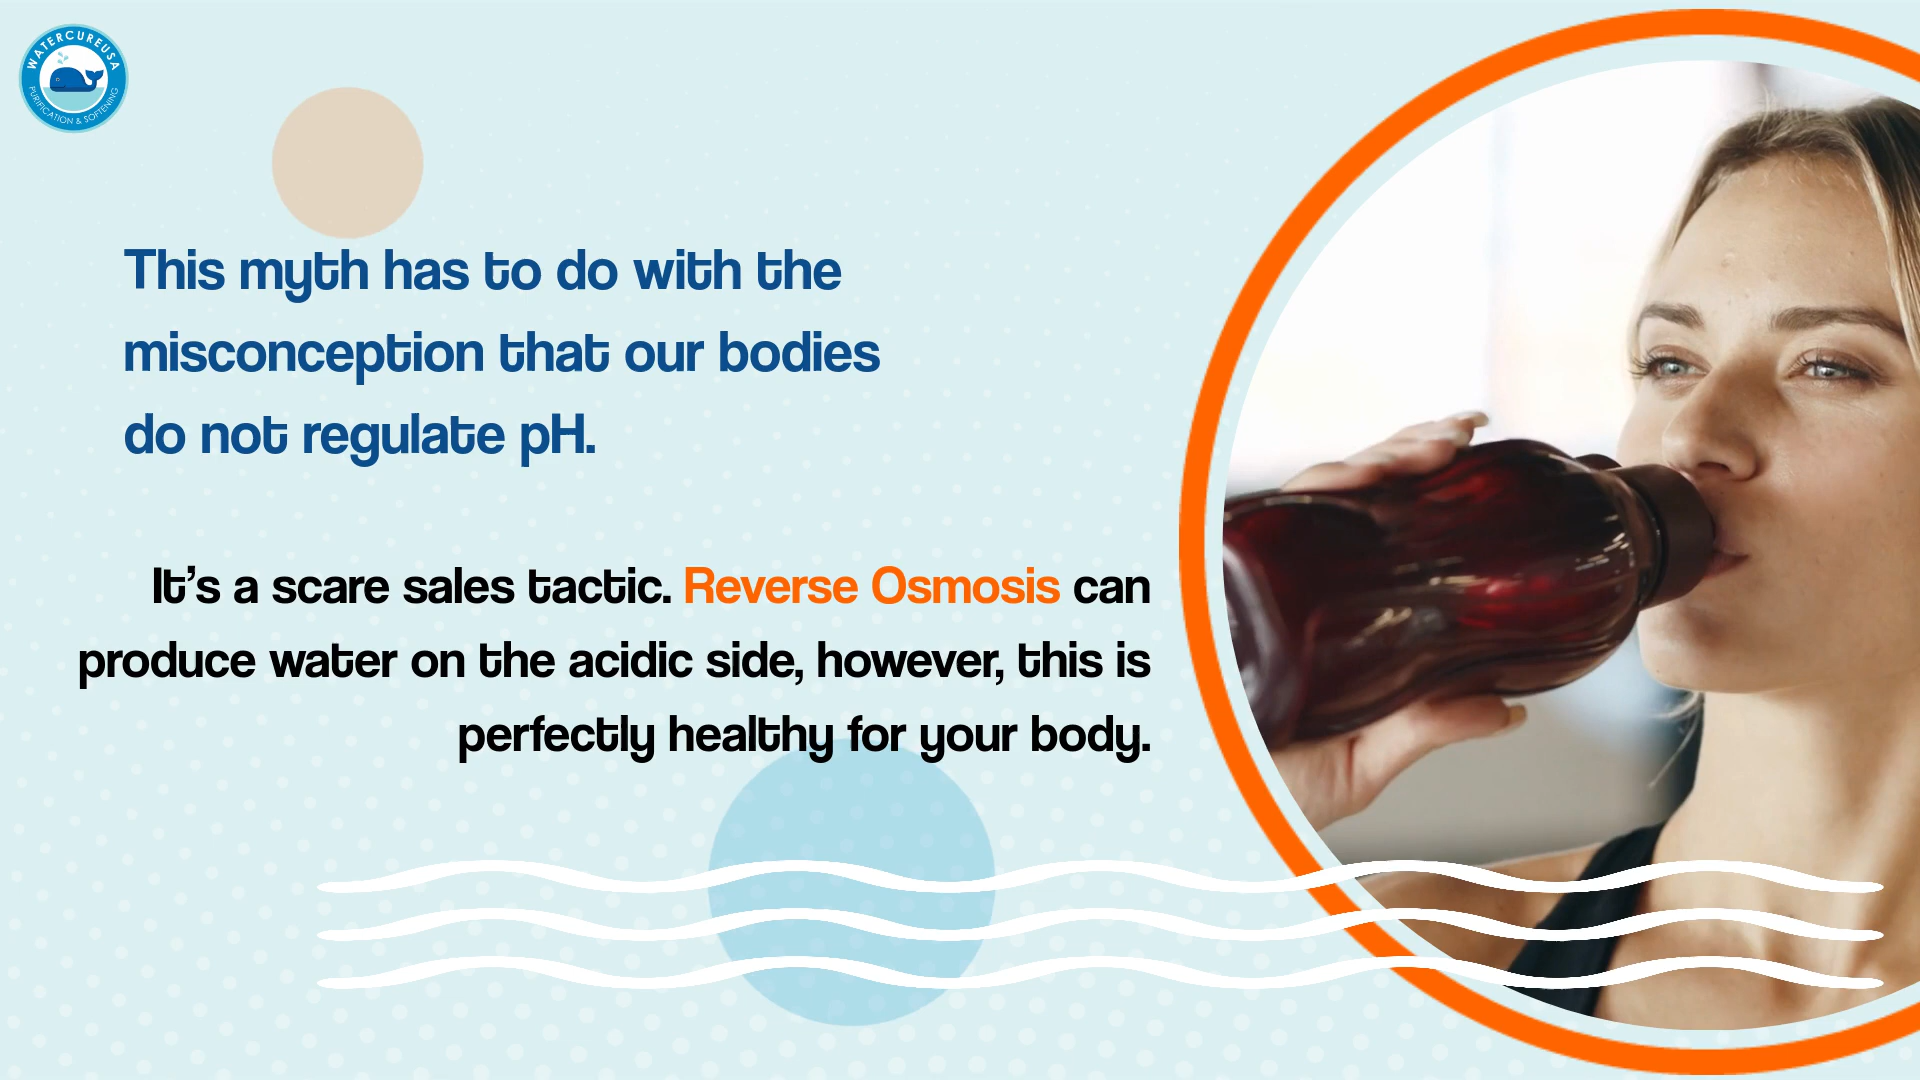 WATERCUREUSA
PURIFICATION & SOFTENING
This myth has to do with the
misconception that our bodies
do not regulate pH.
It’s a scare sales tactic. Reverse Osmosis can
produce water on the acidic side, however, this is
perfectly healthy for your body.